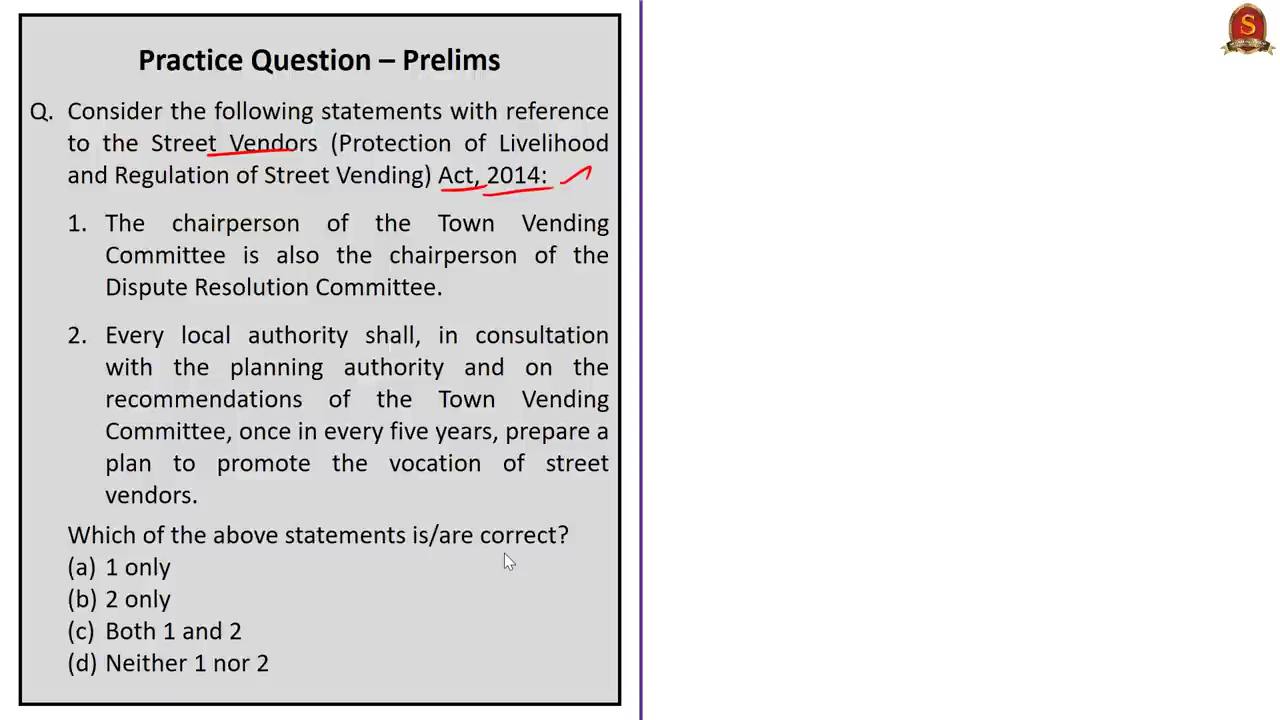 Practice Question – Prelims
Q. Consider the following statements with reference
to the Street Vendors (Protection of Livelihood
and Regulation of Street Vending) Act, 2014:
1. The chairperson of the Town Vending
Committee is also the chairperson of the
Dispute Resolution Committee.
2. Every local authority shall, in consultation
with the planning authority and on the
recommendations of the Town Vending
Committee, once in every five years, prepare a
plan to promote the vocation of street
vendors.
Which of the above statements is/are correct?
(a) 1 only
(b) 2 only
(c) Both 1 and 2
(d) Neither 1 nor 2
S